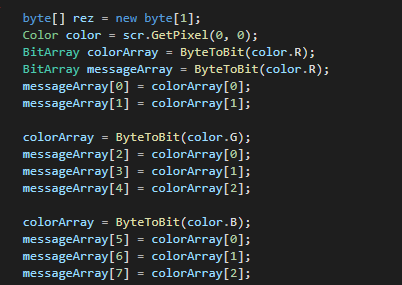 byte[] rez = new byte[1];
Color color = scr.GetPixel(0, 0);
BitArray colorArray = ByteToBit(color.R);
BitArray messageArray = ByteToBit(color.R);
messageArray[0] = colorArray[0];
messageArray[1] = colorArray[1];

colorArray = ByteToBit(color.G);
messageArray[2] = colorArray[0];
messageArray[3] = colorArray[1];
messageArray[4] = colorArray[2];

colorArray = ByteToBit(color.B);
messageArray[5] = colorArray[0];
messageArray[6] = colorArray[1];
messageArray[7] = colorArray[2];